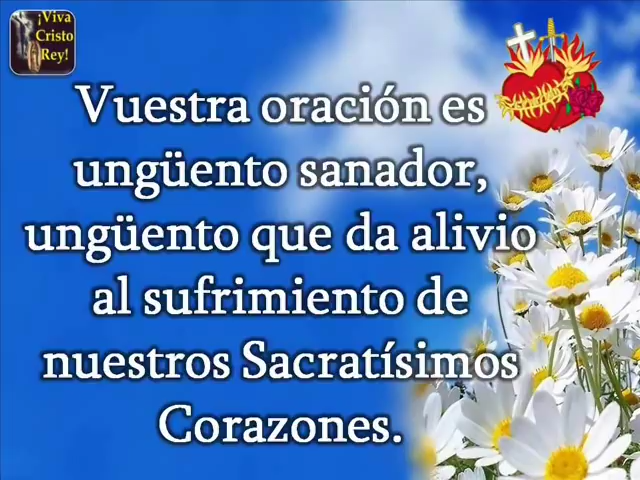 ¡Viva
Cristo
Rey!
Vuestra oración es
ungüento sanador,
ungüento que da alivio
al sufrimiento de
nuestros Sacratísimos
Corazones.